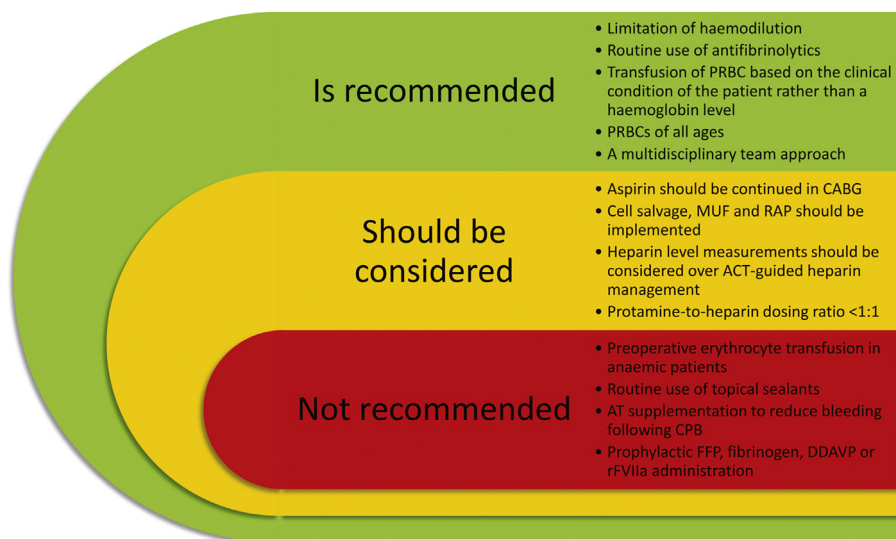 Is recommended
• Limitation of haemodilution
• Routine use of antifibrinolytics
• Transfusion of PRBC based on the clinical
condition of the patient rather than a
haemoglobin level
• PRBCs of all ages
• A multidisciplinary team approach
Should be
considered
• Aspirin should be continued in CABG
• Cell salvage, MUF and RAP should be
implemented
• Heparin level measurements should be
considered over ACT-guided heparin
management
• Protamine-to-heparin dosing ratio <1:1
Not recommended
• Preoperative erythrocyte transfusion in
anaemic patients
• Routine use of topical sealants
• AT supplementation to reduce bleeding
following CPB
• Prophylactic FFP, fibrinogen, DDAVP or
rFVIIa administration